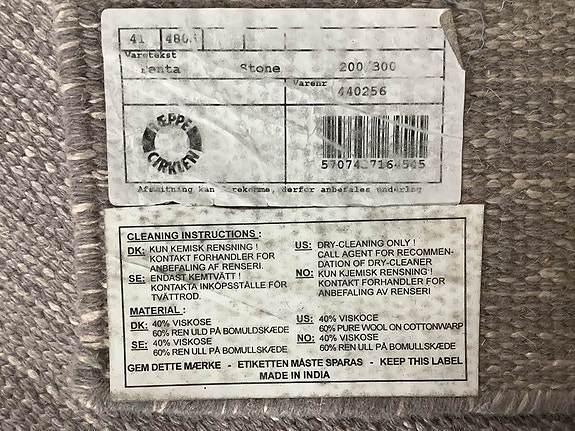 41 480
Varetekst
Stone 200 300
Varenr
440256
TÆPPE
CIRKLEN
Afsmitning kan forekomme, derfor anbefales underlag
CLEANING INSTRUCTIONS :
DK: KUN KEMISK RENSNING !
KONTAKT FORHANDLER FOR
ANBEFALING AF RENSERI.
SE: ENDAST KEMTVÄTT !
KONTAKTA INKÖPSSTÄLLE FÖR
TVÄTTROD.
US: DRY-CLEANING ONLY !
CALL AGENT FOR RECOMMEN-
DATION OF DRY-CLEANER
NO: KUN KJEMISK RENSNING !
KONTAKT FORHANDLER FOR
ANBEFALING AV RENSERI
MATERIAL :
DK: 40% VISKOSE
60% REN ULD PÅ BOMULDSKÆDE
SE: 40% VISKOSE
60% REN ULL PÅ BOMULLSKÆDE
US: 40% VISKOCE
60% PURE WOOL ON COTTONWARP
NO: 40% VISKOSE
60% REN ULL PÅ BOMULLSKÆDE
GEM DETTE MÆRKE - ETIKETTEN MÅSTE SPARAS - KEEP THIS LABEL
MADE IN INDIA